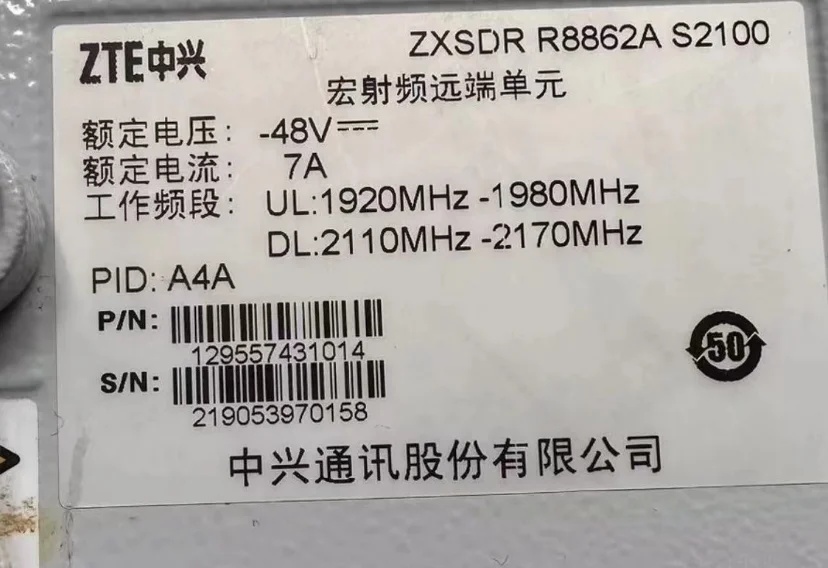 ZTE中兴
ZXSDR R8862A S2100
宏射频远端单元
额定电压: -48V
额定电流: 7A
工作频段: UL:1920MHz -1980MHz
DL:2110MHz -2170MHz
PID: A4A
P/N:
129557431014
S/N:
219053970158
50
中兴通讯股份有限公司